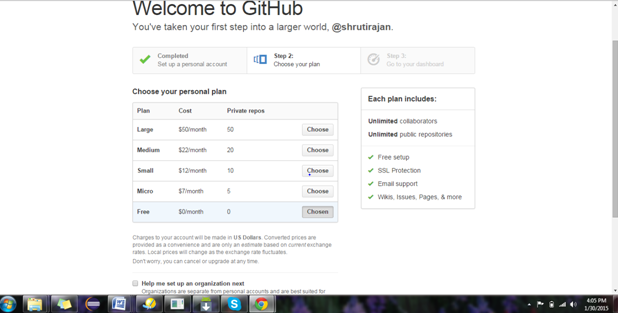 Welcome to GitHub
You've taken your first step into a larger world, @shrutirajan.
Completed
Set up a personal account
Step 2:
Choose your plan
Step 3:
Go to your dashboard
Choose your personal plan
Plan Cost Private repos
Large $50/month 50 Choose
Medium $22/month 20 Choose
Small $12/month 10 Choose
Micro $7/month 5 Choose
Free $0/month 0 Chosen
Charges to your account will be made in US Dollars. Converted prices are
provided as a convenience and are only an estimate based on current exchange
rates. Local prices will change as the exchange rate fluctuates.
Don't worry, you can cancel or upgrade at any time.
Help me set up an organization next
Organizations are separate from personal accounts and are best suited for
Each plan includes:
Unlimited collaborators
Unlimited public repositories
Free setup
SSL Protection
Email support
Wikis, Issues, Pages, & more
4:05 PM
1/30/2015